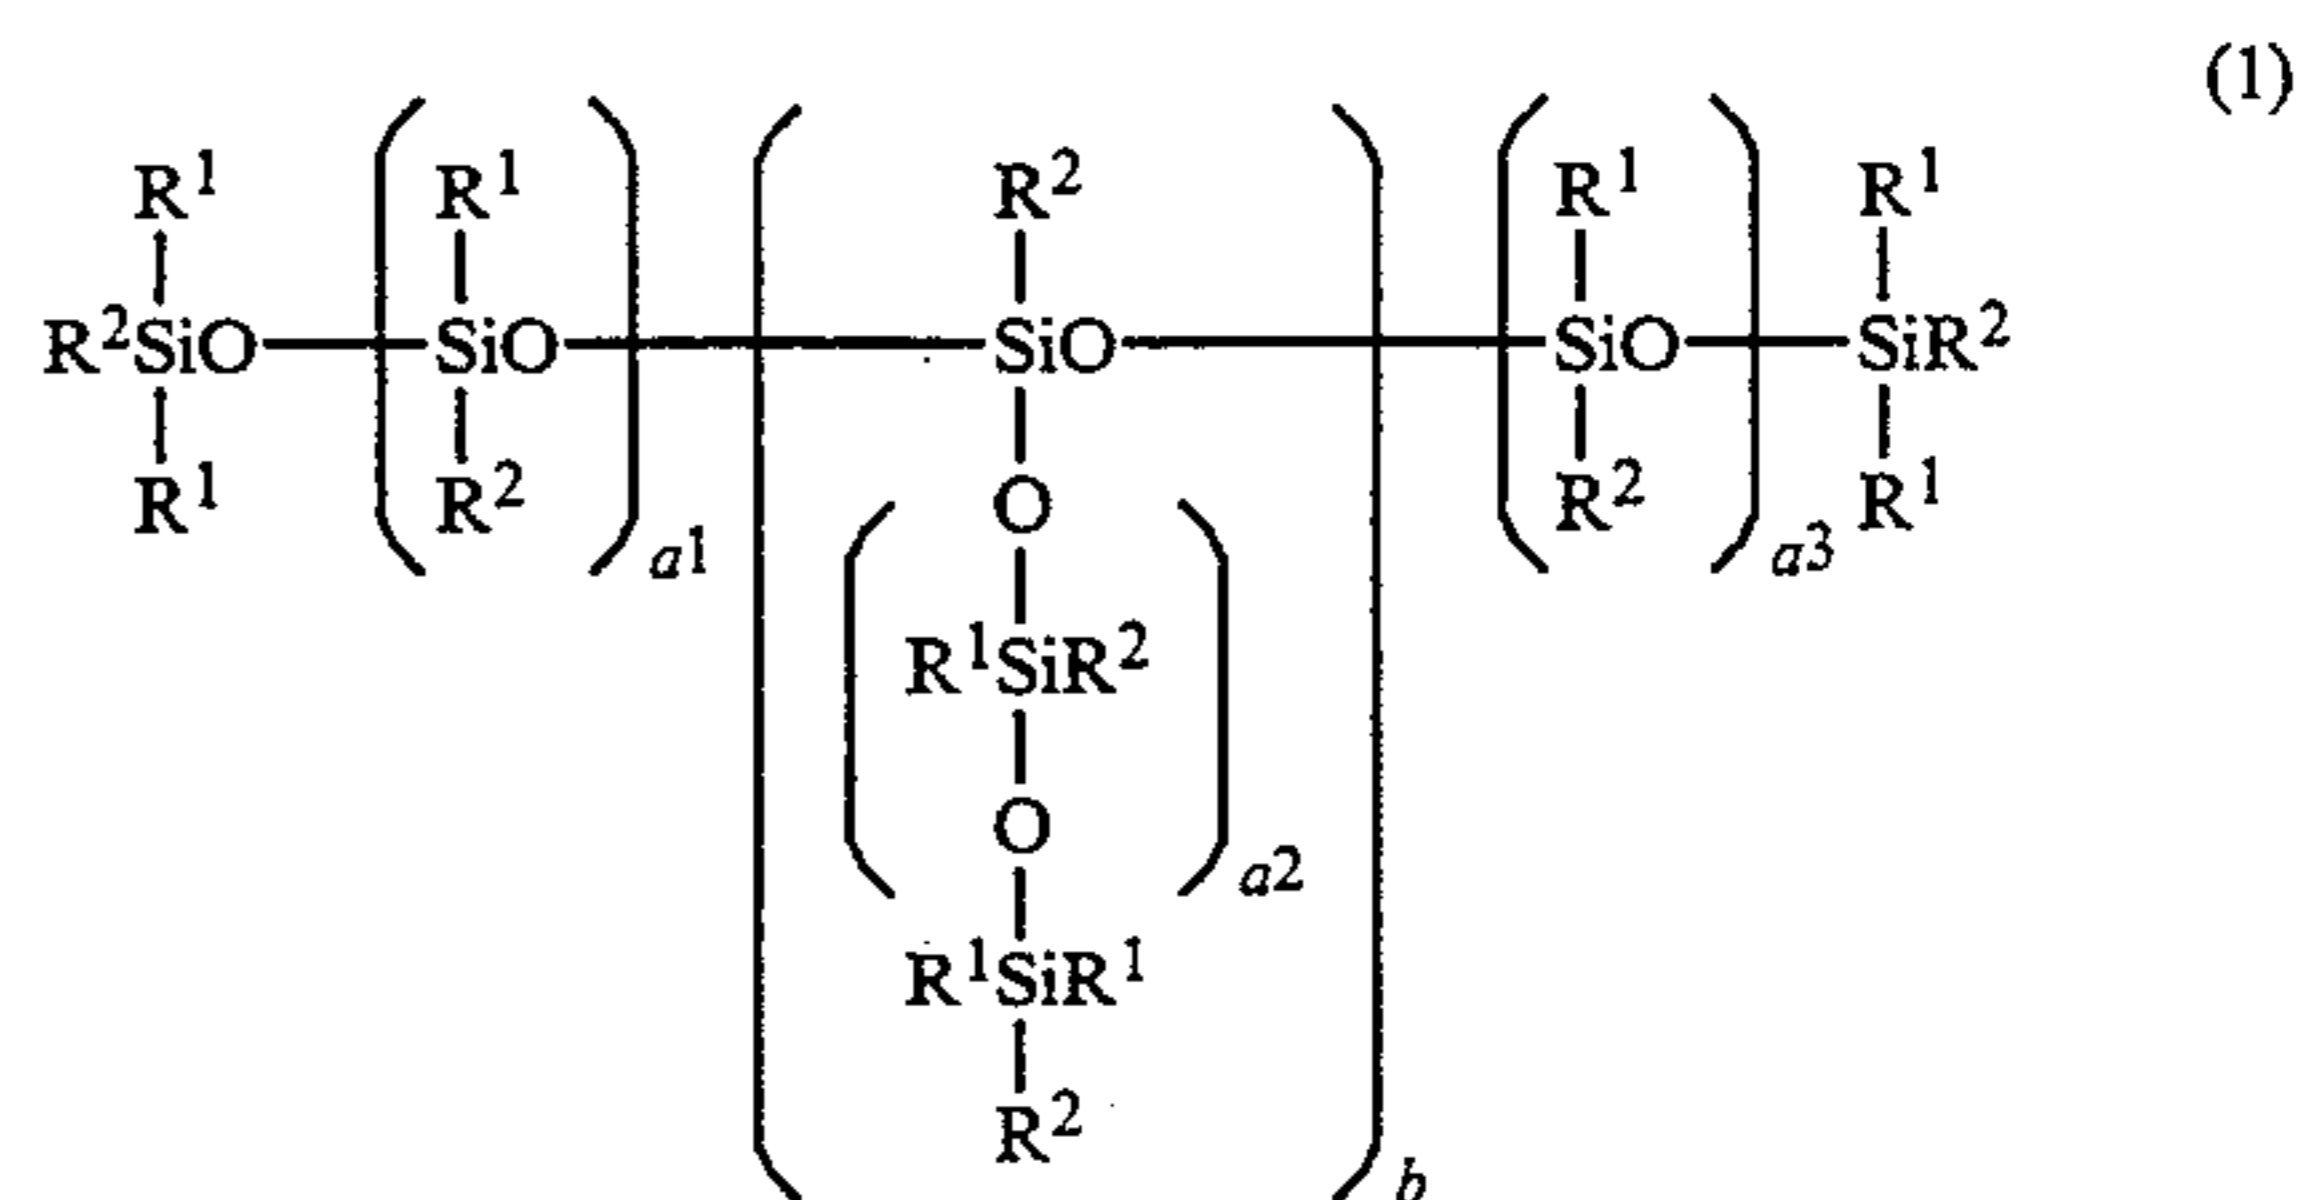 (1)
R¹ R¹ R² R¹ R¹
R²SiO SiO SiO SiO SiR²
R¹ R² O R² R¹
a1 a3
R¹SiR²
O
a2
R¹SiR¹
R²
b